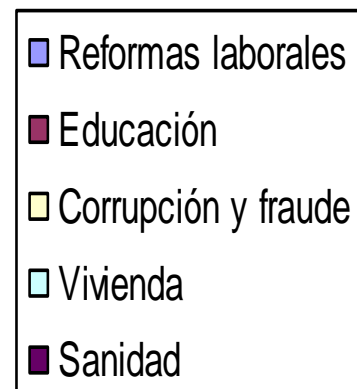 Reformas laborales
Educación
Corrupción y fraude
Vivienda
Sanidad